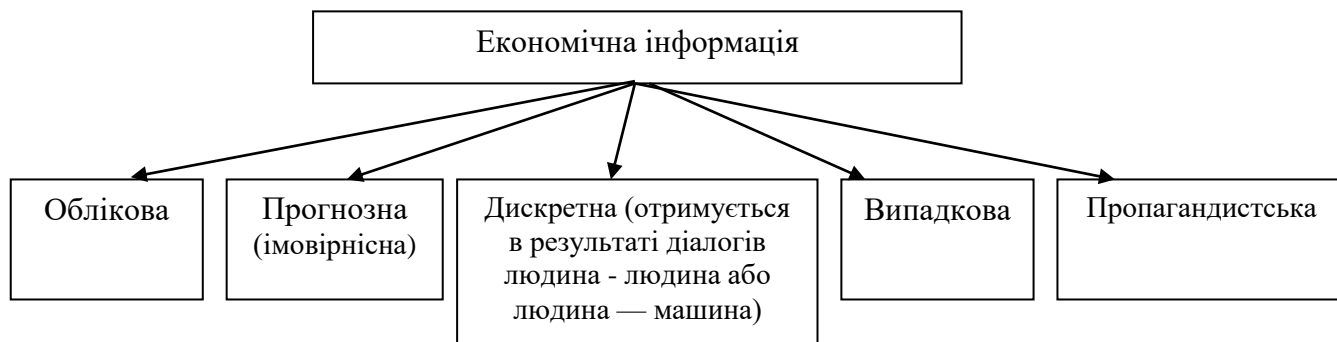 Економічна інформація
Облікова
Прогнозна
(імовірнісна)
Дискретна (отримується
в результаті діалогів
людина - людина або
людина — машина)
Випадкова
Пропагандистська